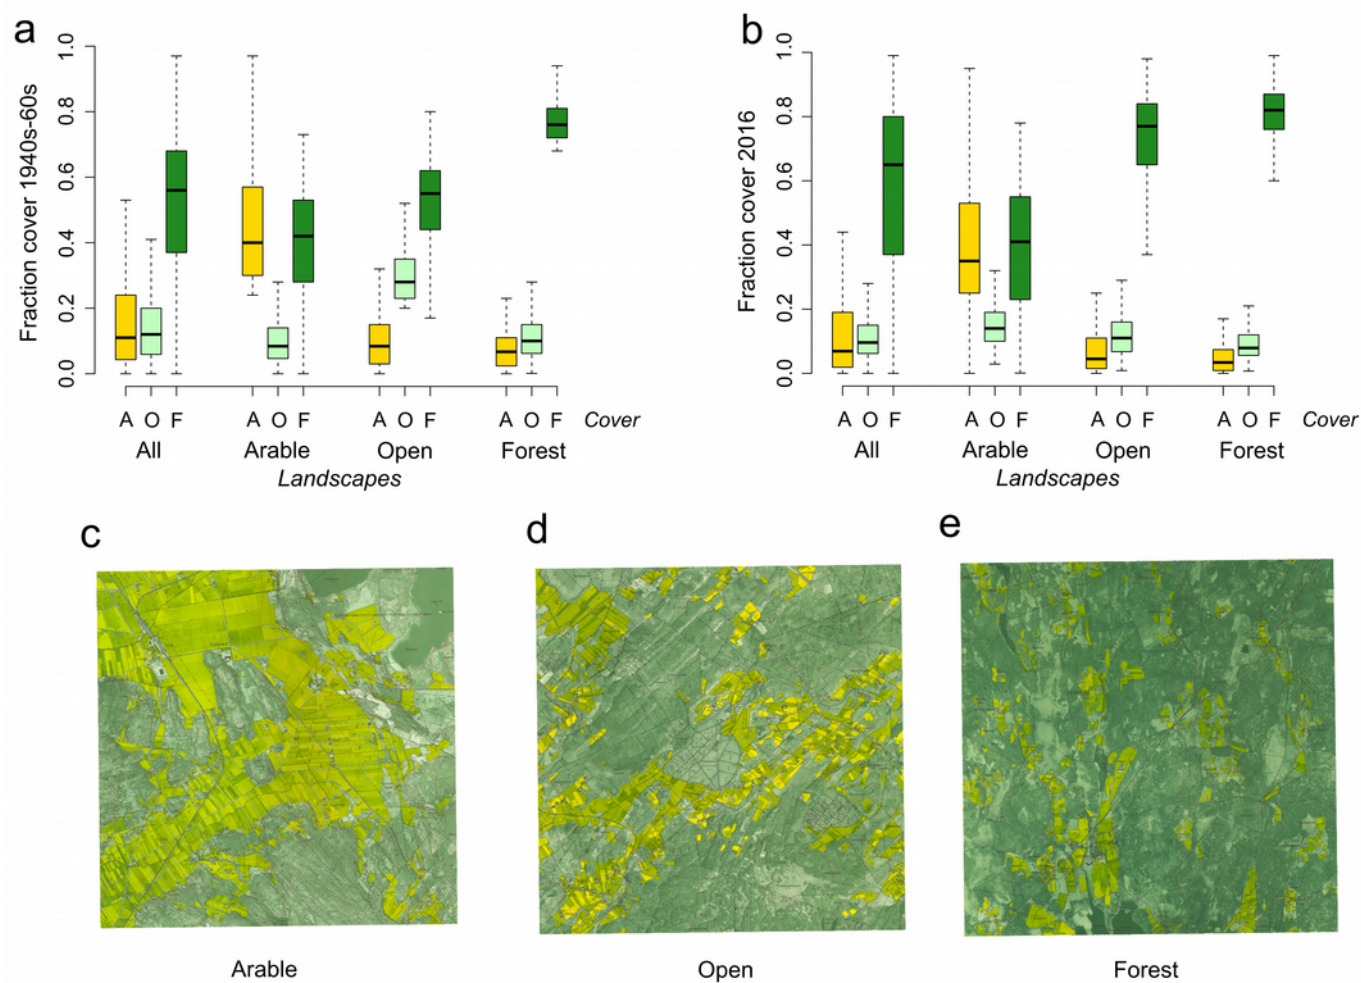 a
b
Fraction cover 1940s-60s
0.0 0.2 0.4 0.6 0.8 1.0
A O F A O F A O F A O F Cover
All Arable Open Forest
Landscapes
Fraction cover 2016
0.0 0.2 0.4 0.6 0.8 1.0
A O F A O F A O F A O F Cover
All Arable Open Forest
Landscapes
c
d
e
Arable
Open
Forest